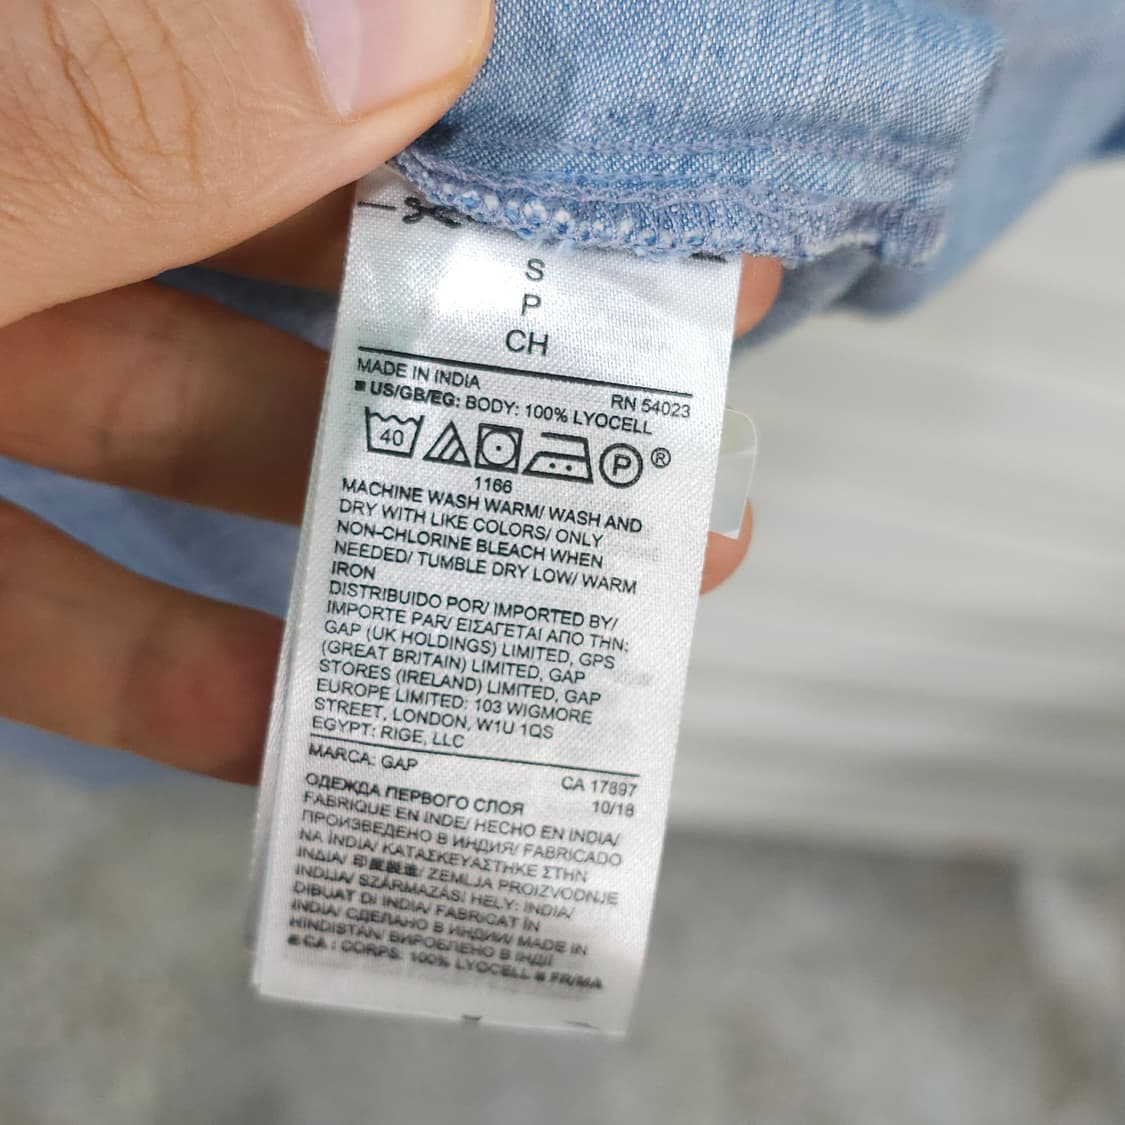 S
P
CH
MADE IN INDIA
RN 54023
■ US/GB/EG: BODY: 100% LYOCELL
40
P ®
1166
MACHINE WASH WARM/ WASH AND
DRY WITH LIKE COLORS/ ONLY
NON-CHLORINE BLEACH WHEN
NEEDED/ TUMBLE DRY LOW/ WARM
IRON
DISTRIBUIDO POR/ IMPORTED BY/
IMPORTE PAR/ ΕΙΣΑΓΕΤΑΙ ΑΠΟ ΤΗΝ:
GAP (UK HOLDINGS) LIMITED, GPS
(GREAT BRITAIN) LIMITED, GAP
STORES (IRELAND) LIMITED, GAP
EUROPE LIMITED: 103 WIGMORE
STREET, LONDON, W1U 1QS
EGYPT: RIGE, LLC
MARCA: GAP
CA 17897
ОДЕЖДА ПЕРВОГО СЛОЯ
10/18
FABRIQUE EN INDE/ HECHO EN INDIA/
ПРОИЗВЕДЕНО В ИНДИЯ/ FABRICADO
NA ÍNDIA/ ΚΑΤΑΣΚΕΥΑΣΤΗΚΕ ΣΤΗΝ
ΙΝΔΙΑ/ 印度製造/ ZEMLJA PROIZVODNJE
INDIJA/ SZÁRMAZÁSI HELY: INDIA/
DIBUAT DI INDIA/ FABRICAT ÎN
INDIA/ СДЕЛАНО В ИНДИИ/ MADE IN
HINDISTAN/ ВИРОБЛЕНО В ІНДІЇ
■ CA : CORPS: 100% LYOCELL ■ FR/MA